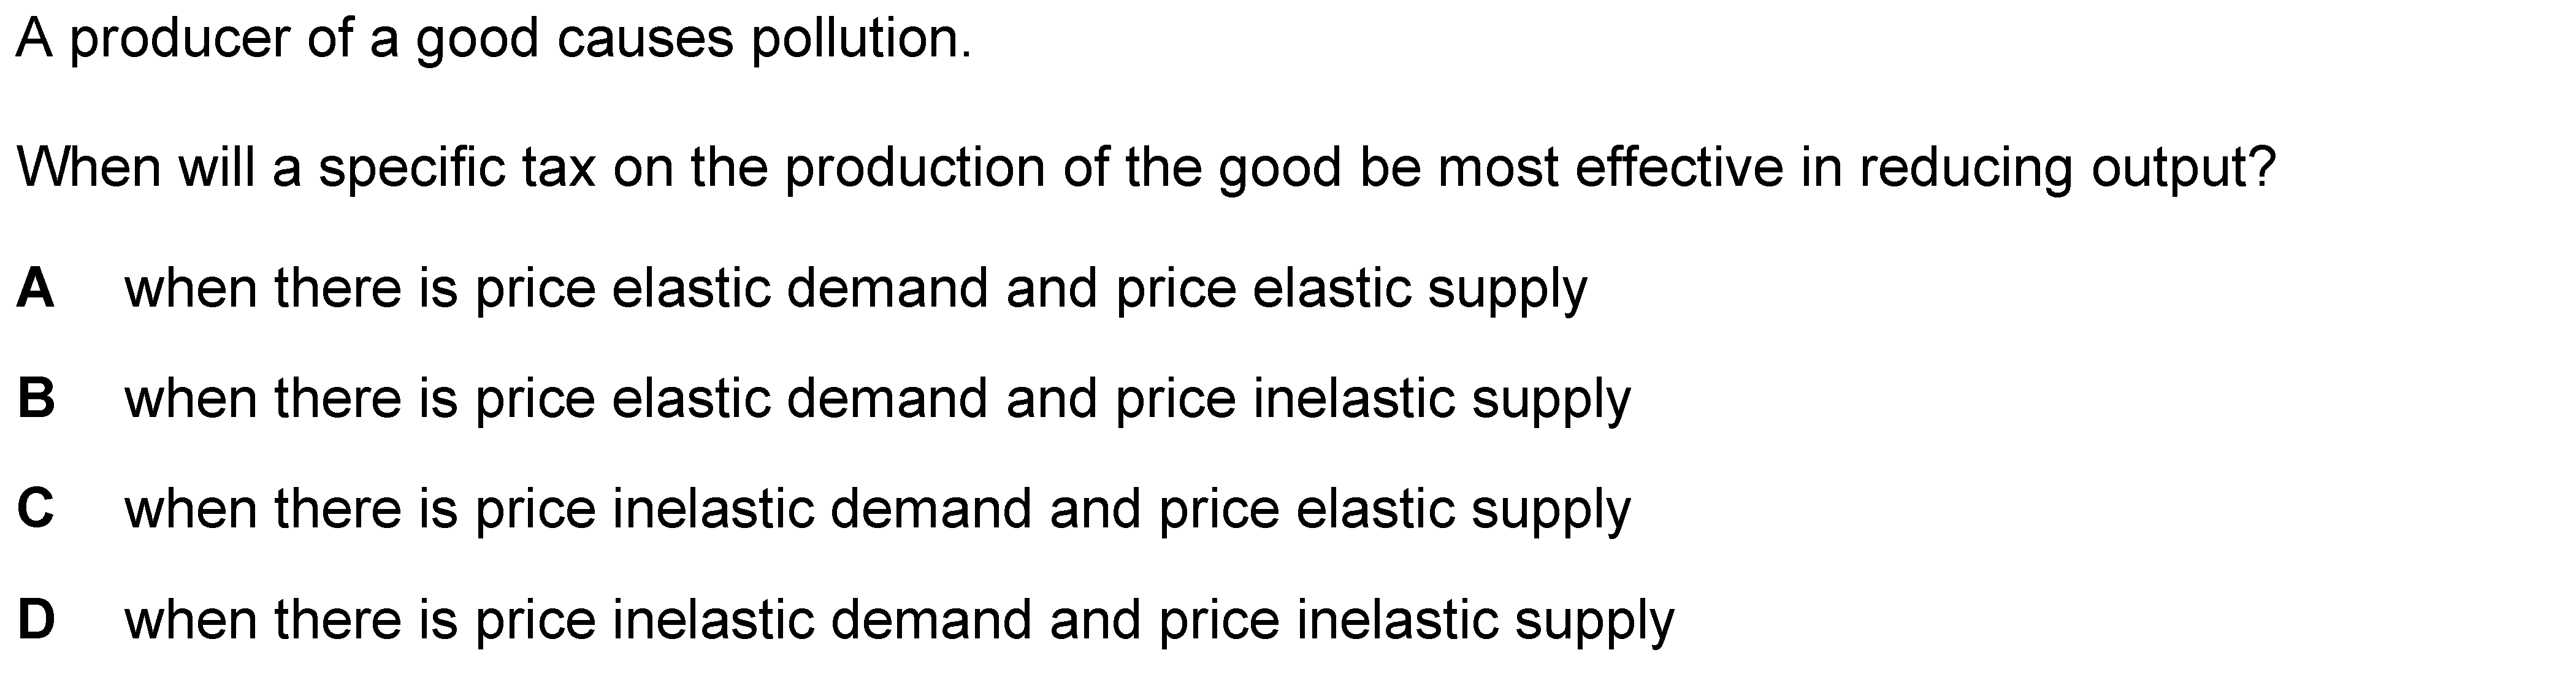 A producer of a good causes pollution.
When will a specific tax on the production of the good be most effective in reducing output?
A when there is price elastic demand and price elastic supply
B when there is price elastic demand and price inelastic supply
C when there is price inelastic demand and price elastic supply
D when there is price inelastic demand and price inelastic supply